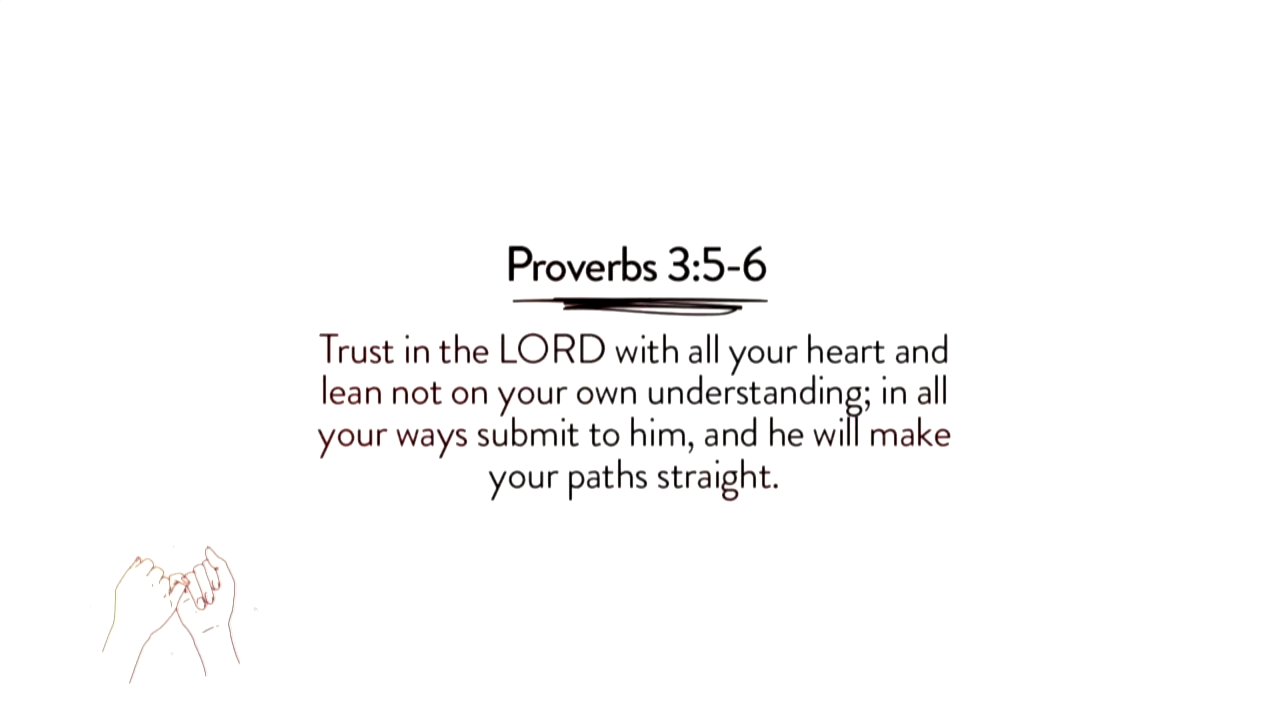 Proverbs 3:5-6
Trust in the LORD with all your heart and
lean not on your own understanding; in all
your ways submit to him, and he will make
your paths straight.